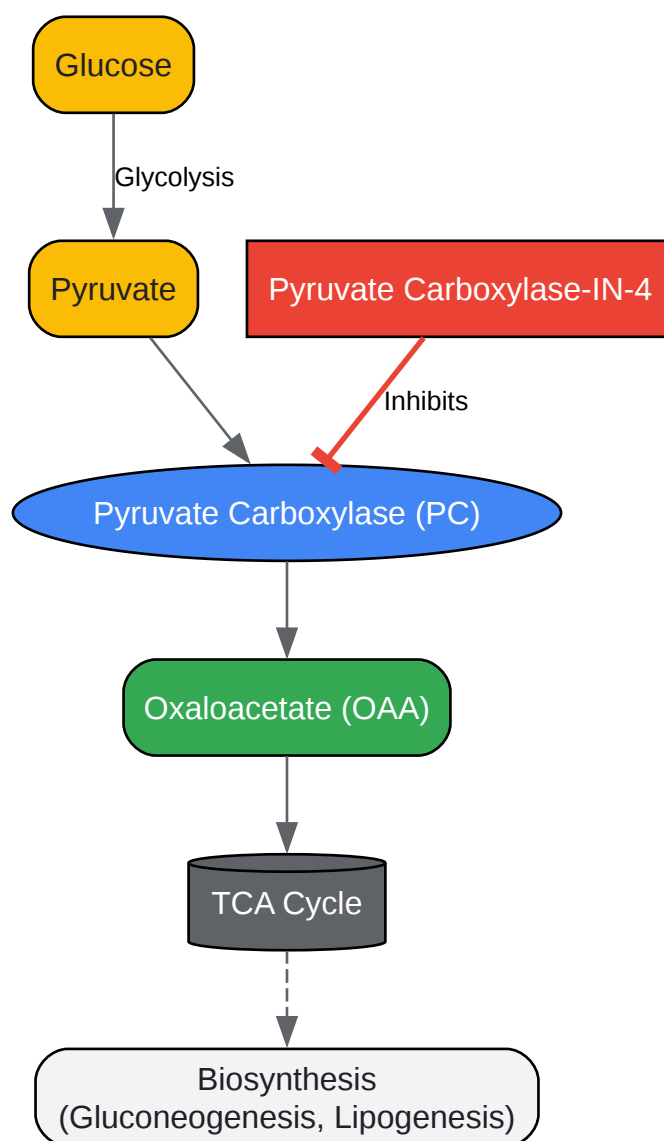 Glucose
Glycolysis
Pyruvate
Pyruvate Carboxylase-IN-4
Inhibits
Pyruvate Carboxylase (PC)
Oxaloacetate (OAA)
TCA Cycle
Biosynthesis
(Gluconeogenesis, Lipogenesis)